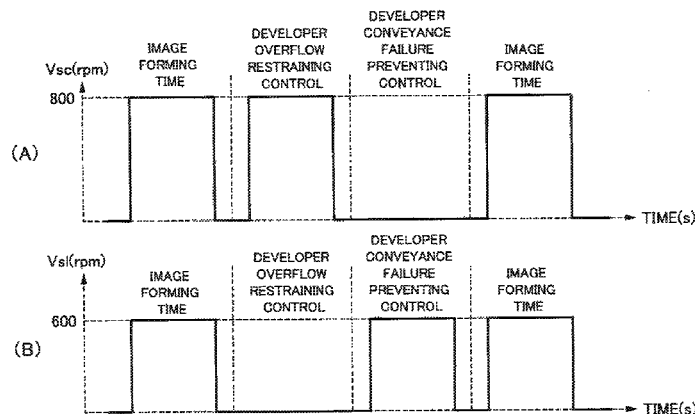 Vsc(rpm)
IMAGE
FORMING
TIME
DEVELOPER
OVERFLOW
RESTRAINING
CONTROL
DEVELOPER
CONVEYANCE
FAILURE
PREVENTING
CONTROL
IMAGE
FORMING
TIME
800
(A)
TIME(s)
Vsl(rpm)
IMAGE
FORMING
TIME
DEVELOPER
OVERFLOW
RESTRAINING
CONTROL
DEVELOPER
CONVEYANCE
FAILURE
PREVENTING
CONTROL
IMAGE
FORMING
TIME
600
(B)
TIME(s)